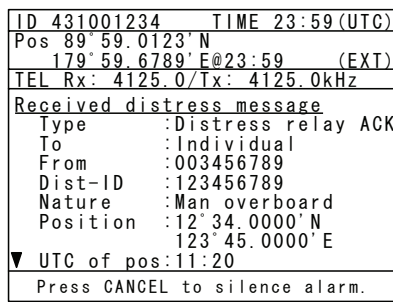 ID 431001234 TIME 23:59(UTC)
Pos 89°59.0123'N
179°59.6789'E@23:59 (EXT)
TEL Rx: 4125.0/Tx: 4125.0kHz
Received distress message
Type :Distress relay ACK
To :Individual
From :003456789
Dist-ID :123456789
Nature :Man overboard
Position :12°34.0000'N
123°45.0000'E
▼ UTC of pos:11:20
Press CANCEL to silence alarm.